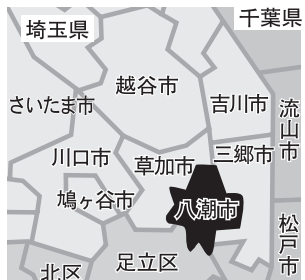 千葉県
埼玉県
越谷市
吉川市
さいたま市
流山市
川口市
草加市
三郷市
鳩ヶ谷市
八潮市
松戸市
足立区
北区